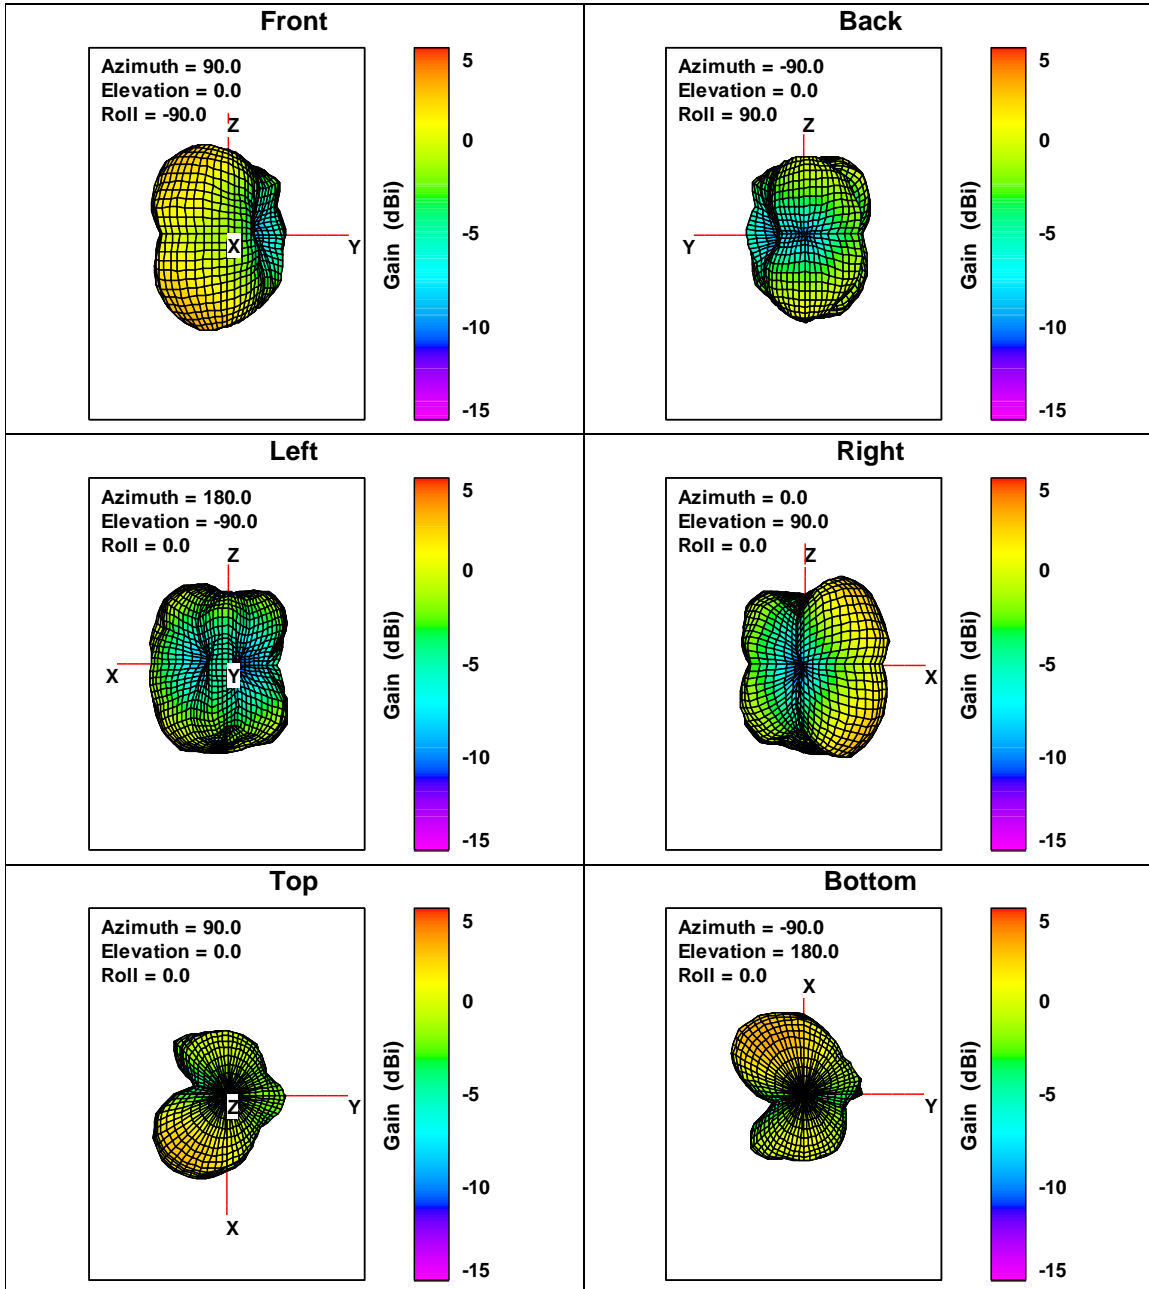 Front
Azimuth = 90.0
Elevation = 0.0
Roll = -90.0
Z
X
Y
Gain (dBi)
5
0
-5
-10
-15
Back
Azimuth = -90.0
Elevation = 0.0
Roll = 90.0
Z
Y
Gain (dBi)
5
0
-5
-10
-15
Left
Azimuth = 180.0
Elevation = -90.0
Roll = 0.0
Z
X
Y
Gain (dBi)
5
0
-5
-10
-15
Right
Azimuth = 0.0
Elevation = 90.0
Roll = 0.0
Z
X
Gain (dBi)
5
0
-5
-10
-15
Top
Azimuth = 90.0
Elevation = 0.0
Roll = 0.0
Z
Y
X
Gain (dBi)
5
0
-5
-10
-15
Bottom
Azimuth = -90.0
Elevation = 180.0
Roll = 0.0
X
Y
Gain (dBi)
5
0
-5
-10
-15